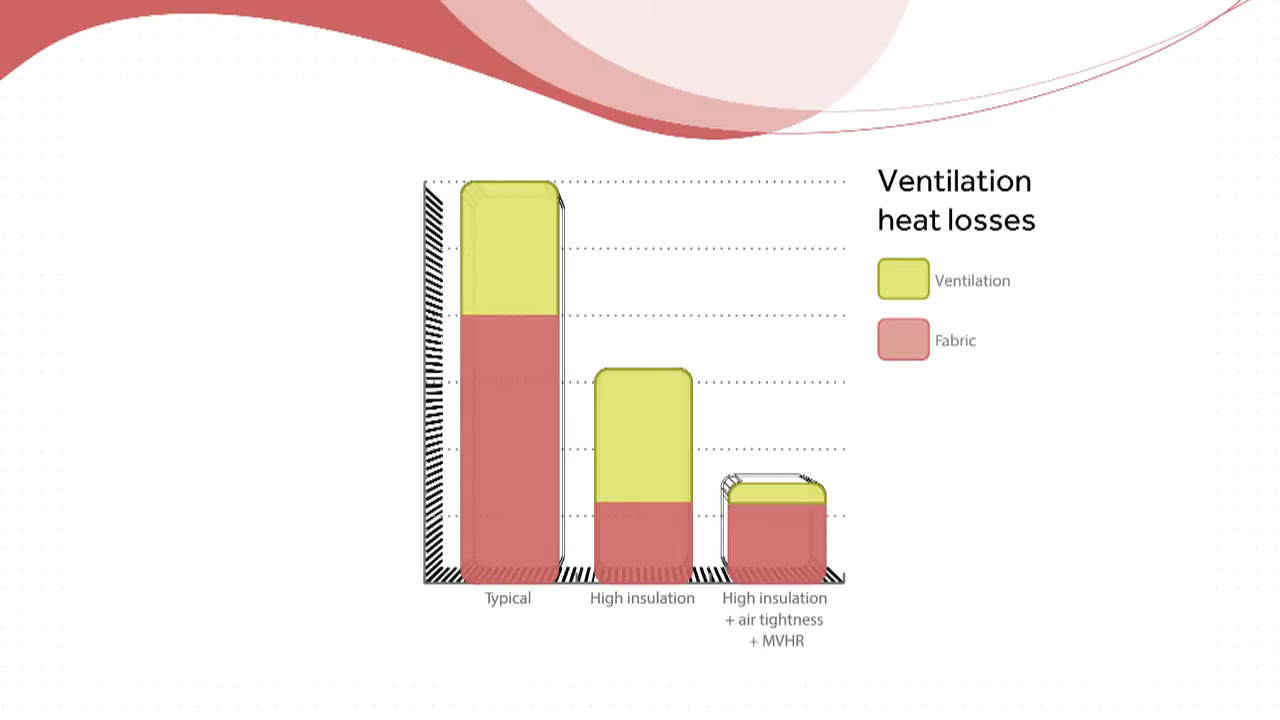 Ventilation
heat losses
Ventilation
Fabric
Typical
High insulation
High insulation
+ air tightness
+ MVHR